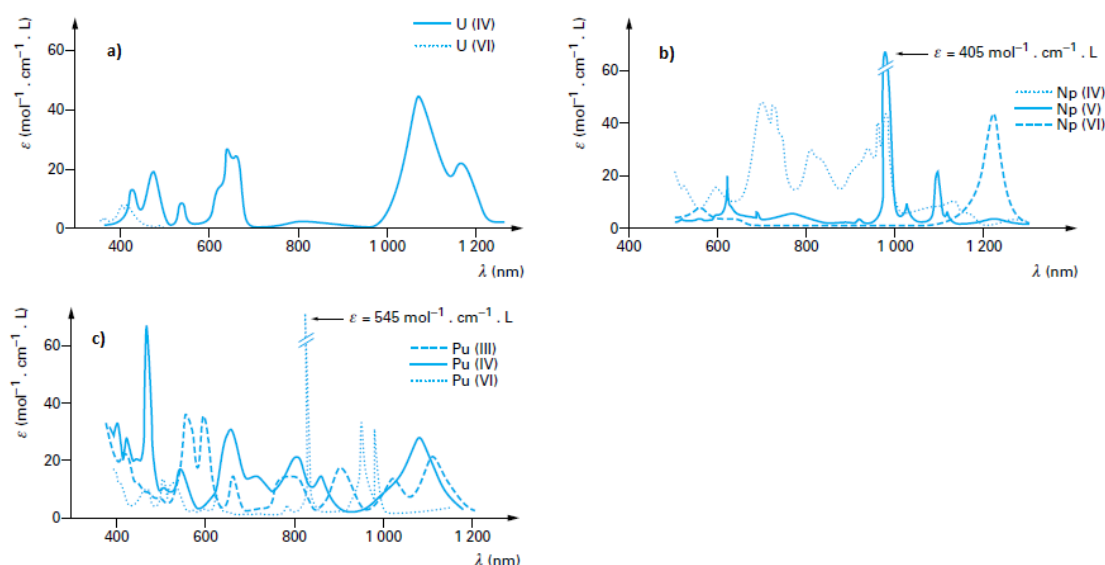 a)
U (IV)
U (VI)
ε (mol⁻¹ . cm⁻¹ . L)
60
40
20
0
400 600 800 1 000 1 200
λ (nm)
b)
ε = 405 mol⁻¹ . cm⁻¹ . L
Np (IV)
Np (V)
Np (VI)
ε (mol⁻¹ . cm⁻¹ . L)
60
40
20
0
400 600 800 1 000 1 200
λ (nm)
c)
ε = 545 mol⁻¹ . cm⁻¹ . L
Pu (III)
Pu (IV)
Pu (VI)
ε (mol⁻¹ . cm⁻¹ . L)
60
40
20
0
400 600 800 1 000 1 200
λ (nm)